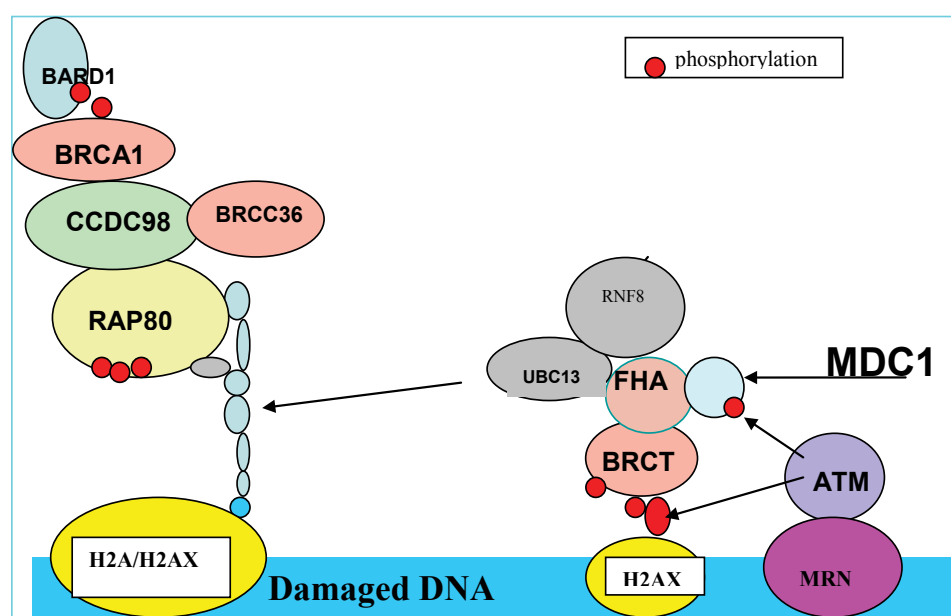 BARD1
phosphorylation
BRCA1
CCDC98
BRCC36
RAP80
RNF8
UBC13
FHA
MDC1
BRCT
ATM
H2A/H2AX
Damaged DNA
H2AX
MRN